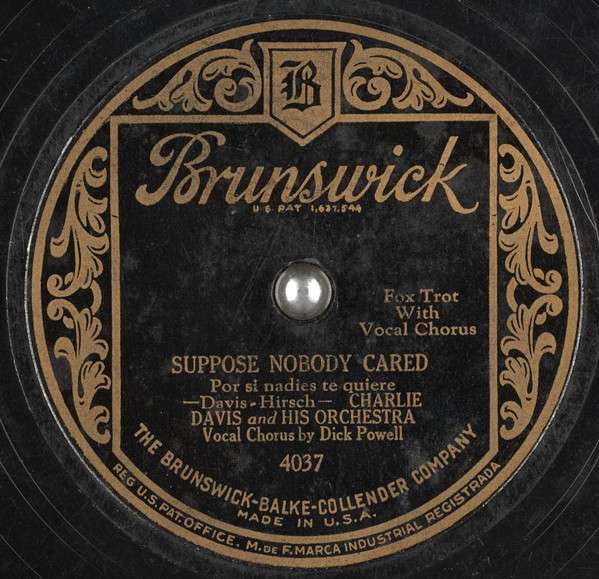 B
Brunswick
U.S. PAT 1,637,544
Fox Trot
With
Vocal Chorus
SUPPOSE NOBODY CARED
Por si nadies te quiere
—Davis-Hirsch— CHARLIE
DAVIS and HIS ORCHESTRA
Vocal Chorus by Dick Powell
4037
THE BRUNSWICK-BALKE-COLLENDER COMPANY
MADE IN U.S.A.
REG U.S. PAT. OFFICE. M. DE F. MARCA INDUSTRIAL REGISTRADA